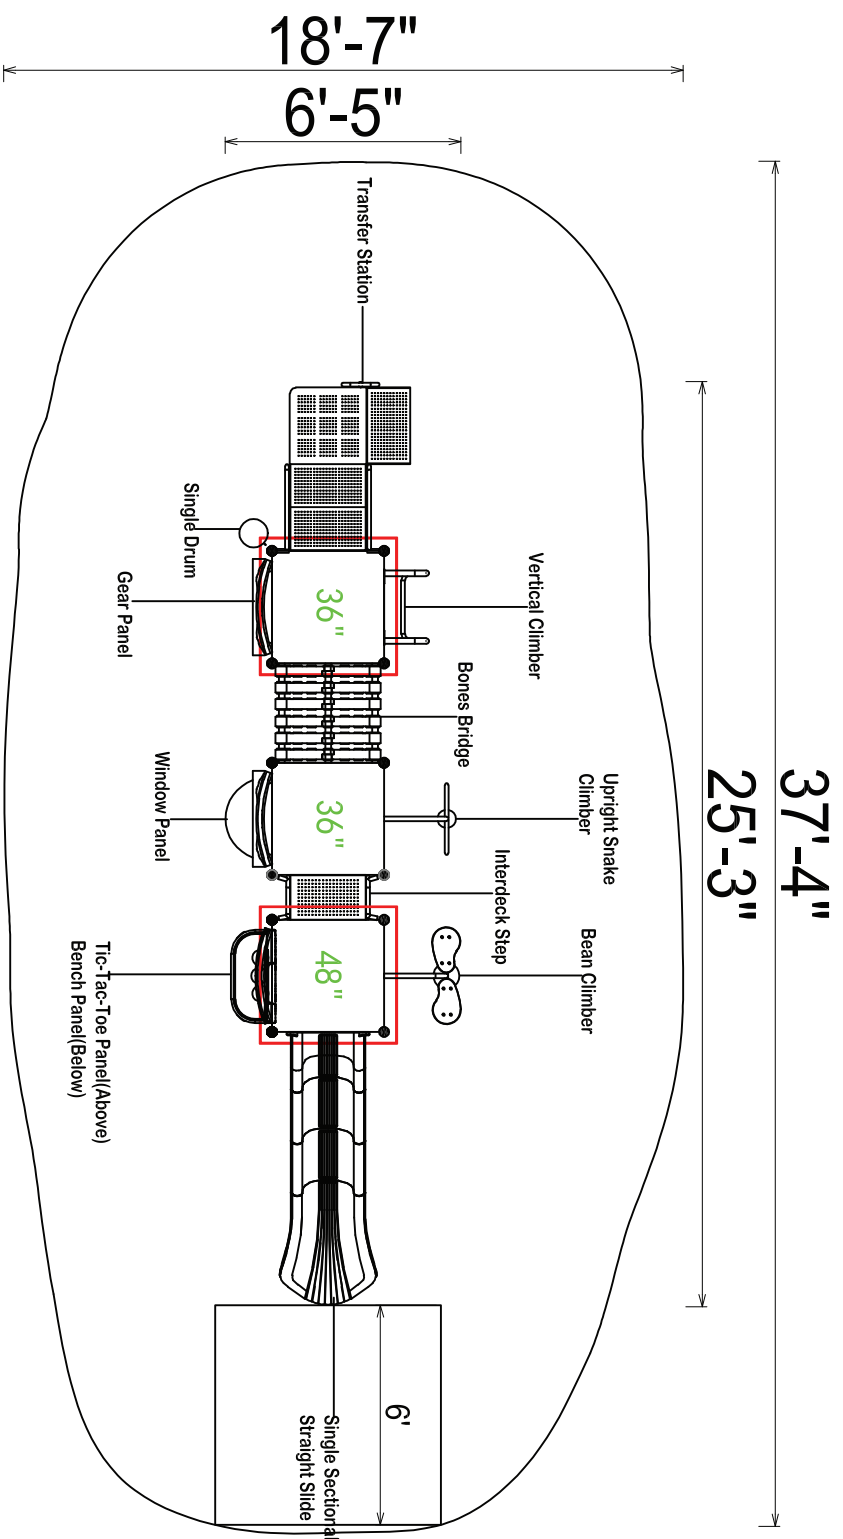 18'-7"
6'-5"
37'-4"
25'-3"
Transfer Station
Single Drum
Gear Panel
Vertical Climber
36"
Bones Bridge
Window Panel
36"
Upright Snake
Climber
Interdeck Step
Bean Climber
48"
Tic-Tac-Toe Panel(Above)
Bench Panel(Below)
6'
Single Sectional
Straight Slide